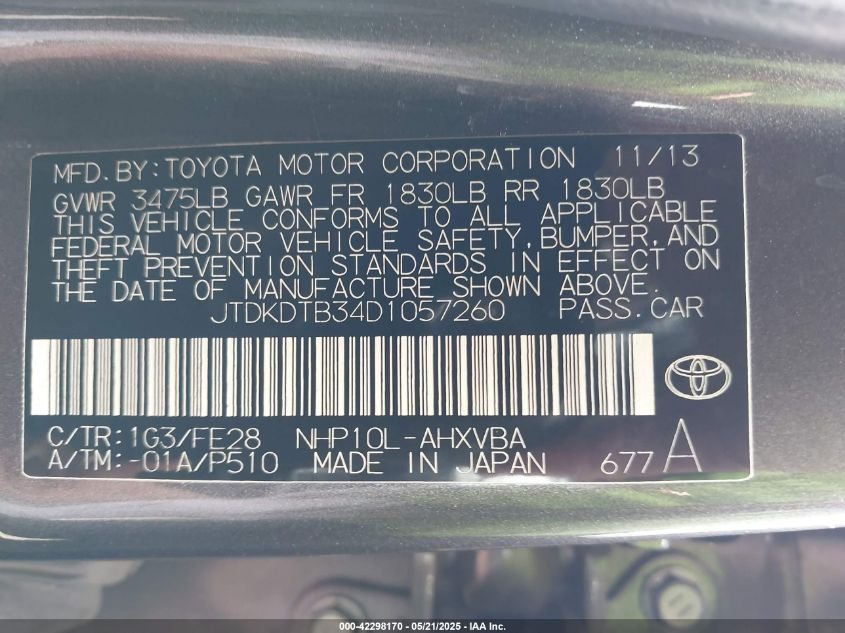 MFD. BY: TOYOTA MOTOR CORPORATION 11/13
GVWR 3475LB GAWR FR 1830LB RR 1830LB
THIS VEHICLE CONFORMS TO ALL APPLICABLE
FEDERAL MOTOR VEHICLE SAFETY, BUMPER, AND
THEFT PREVENTION STANDARDS IN EFFECT ON
THE DATE OF MANUFACTURE SHOWN ABOVE.
JTDKDTB34D1057260 PASS. CAR
C/TR: 1G3/FE28 NHP10L-AHXVBA
A/TM: -01A/P510 MADE IN JAPAN 677 A
000-42298170 - 05/21/2025 - IAA Inc.